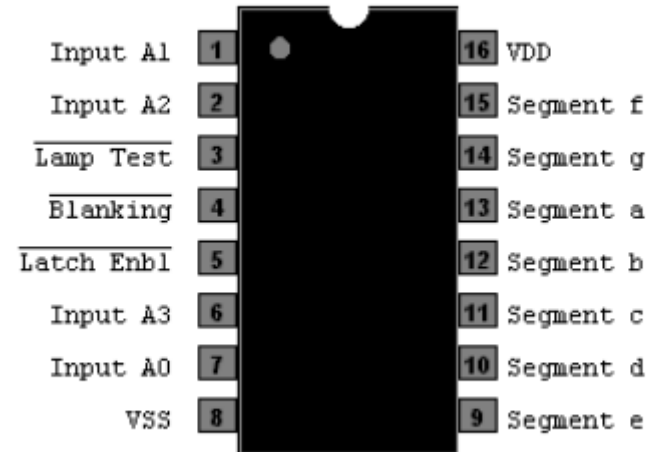 Input A1 1 16 VDD
Input A2 2 15 Segment f
Lamp Test 3 14 Segment g
Blanking 4 13 Segment a
Latch Enbl 5 12 Segment b
Input A3 6 11 Segment c
Input A0 7 10 Segment d
VSS 8 9 Segment e